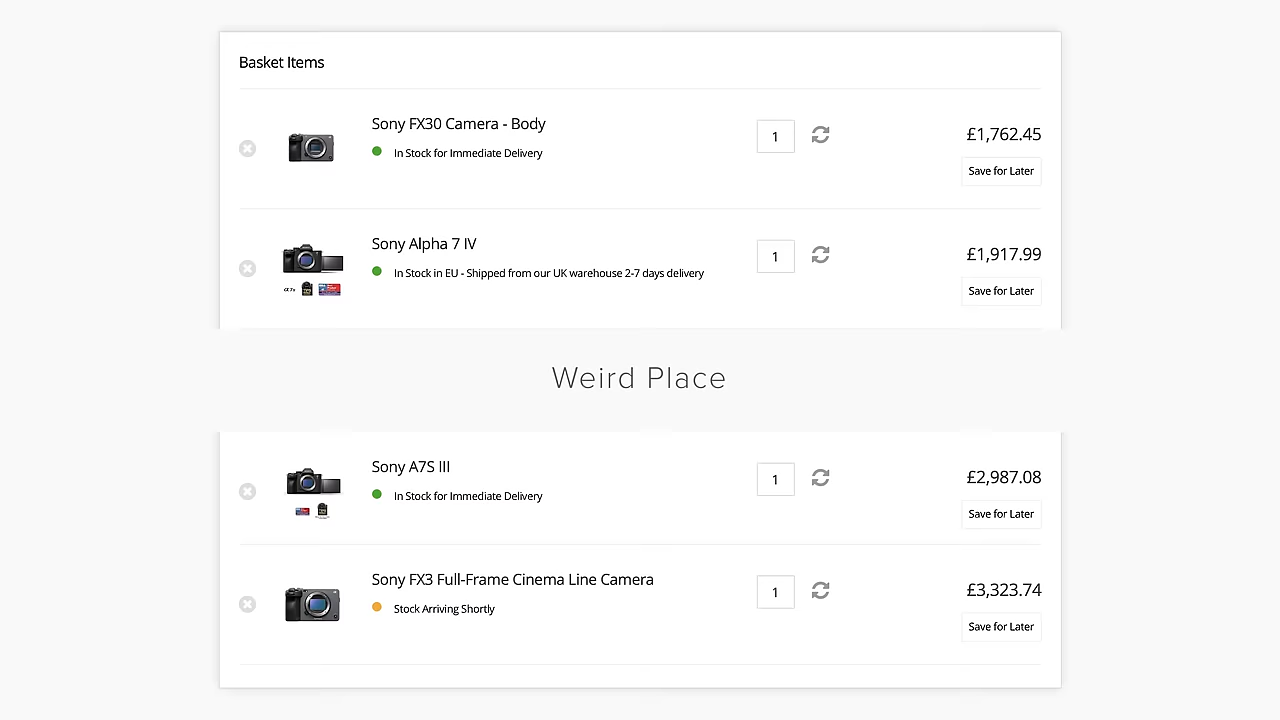 Basket Items
Sony FX30 Camera - Body
In Stock for Immediate Delivery
1
£1,762.45
Save for Later
Sony Alpha 7 IV
In Stock in EU - Shipped from our UK warehouse 2-7 days delivery
1
£1,917.99
Save for Later
Weird Place
Sony A7S III
In Stock for Immediate Delivery
1
£2,987.08
Save for Later
Sony FX3 Full-Frame Cinema Line Camera
Stock Arriving Shortly
1
£3,323.74
Save for Later